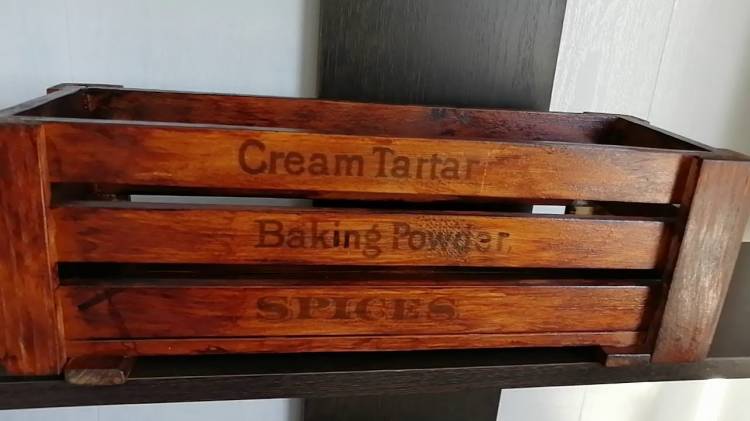 Cream Tartar
Baking Powder,
SPICES